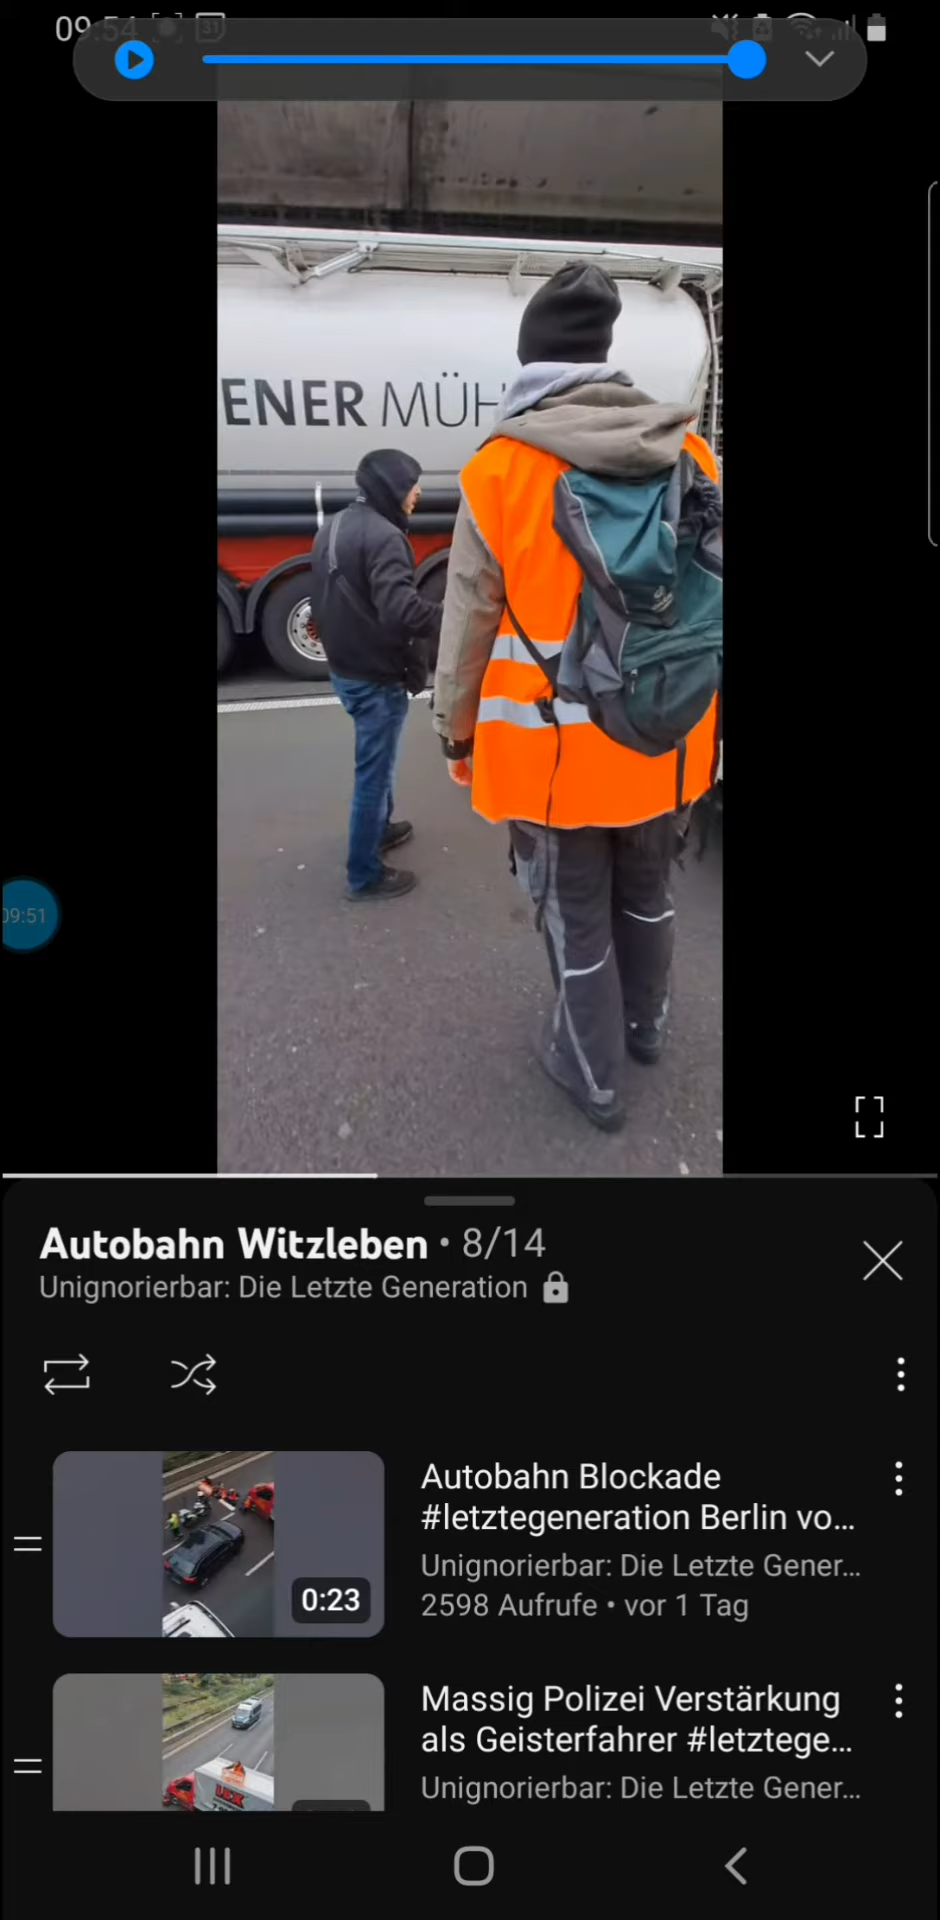 09:54
31
ENER MÜH
09:51
Autobahn Witzleben • 8/14
Unignorierbar: Die Letzte Generation
Autobahn Blockade
#letztegeneration Berlin vo...
Unignorierbar: Die Letzte Gener...
2598 Aufrufe • vor 1 Tag
0:23
Massig Polizei Verstärkung
als Geisterfahrer #letztege...
Unignorierbar: Die Letzte Gener...